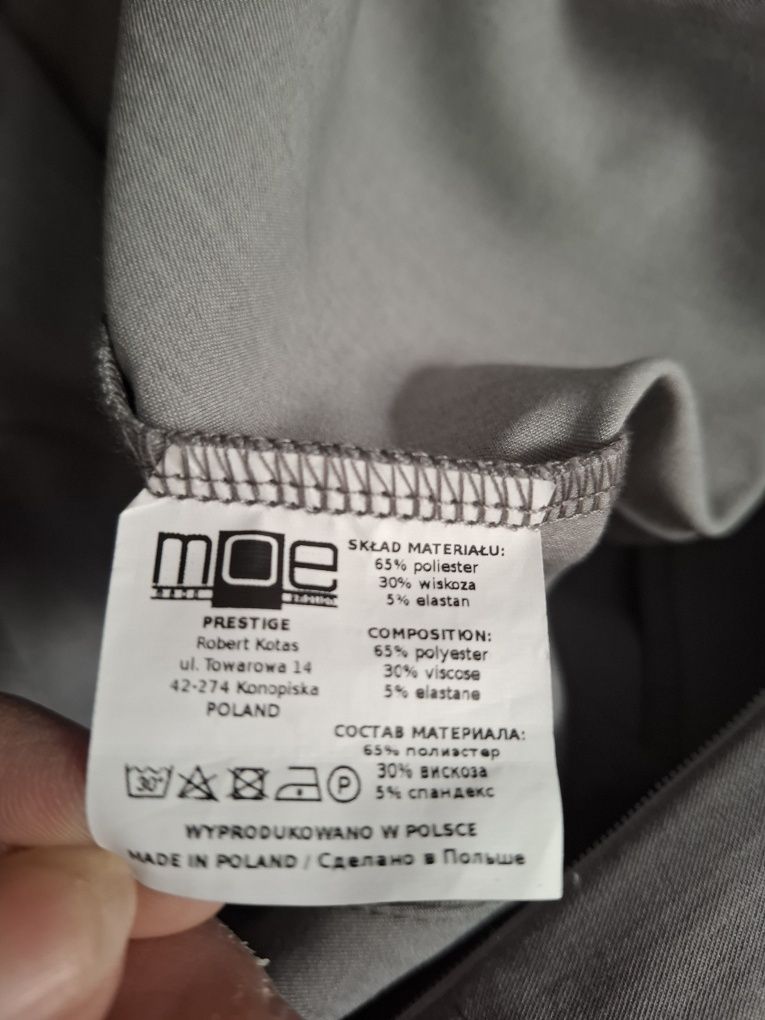 moe
PRESTIGE
Robert Kotas
ul. Towarowa 14
42-274 Konopiska
POLAND
SKŁAD MATERIAŁU:
65% poliester
30% wiskoza
5% elastan
COMPOSITION:
65% polyester
30% viscose
5% elastane
СОСТАВ МАТЕРИАЛА:
65% полиэстер
30% вискоза
5% спандекс
30°
P
WYPRODUKOWANO W POLSCE
MADE IN POLAND / Сделано в Польше